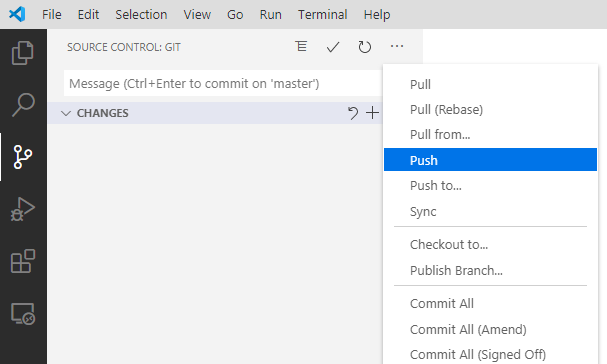 File Edit View Go Run Terminal Help
SOURCE CONTROL: GIT
Message (Ctrl+Enter to commit on 'master')
CHANGES
Pull
Pull (Rebase)
Pull from...
Push
Push to...
Sync
Checkout to...
Publish Branch...
Commit All
Commit All (Amend)
Commit All (Signed Off)